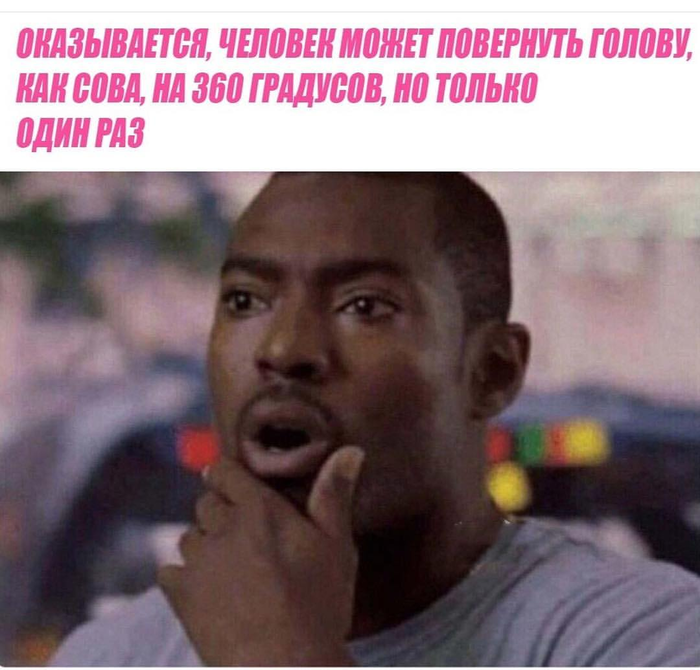 ОКАЗЫВАЕТСЯ, ЧЕЛОВЕК МОЖЕТ ПОВЕРНУТЬ ГОЛОВУ,
КАК СОВА, НА 360 ГРАДУСОВ, НО ТОЛЬКО
ОДИН РАЗ